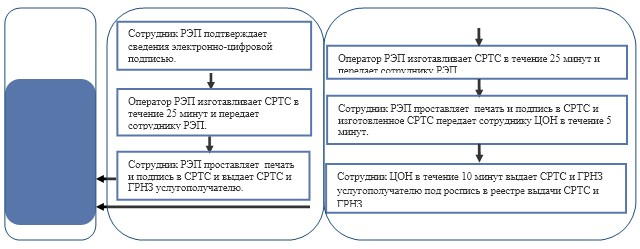 Сотрудник РЭП подтверждает
сведения электронно-цифровой
подписью.
Оператор РЭП изготавливает СРТС в
течение 25 минут и передает
сотруднику РЭП.
Сотрудник РЭП проставляет печать
и подпись в СРТС и выдает СРТС и
ГРНЗ услугополучателю.
Оператор РЭП изготавливает СРТС в течение 25 минут и
передает сотруднику РЭП
Сотрудник РЭП проставляет печать и подпись в СРТС и
изготовленное СРТС передает сотруднику ЦОН в течение 5
минут.
Сотрудник ЦОН в течение 10 минут выдает СРТС и ГРНЗ
услугополучателю под роспись в реестре выдачи СРТС и
ГРНЗ